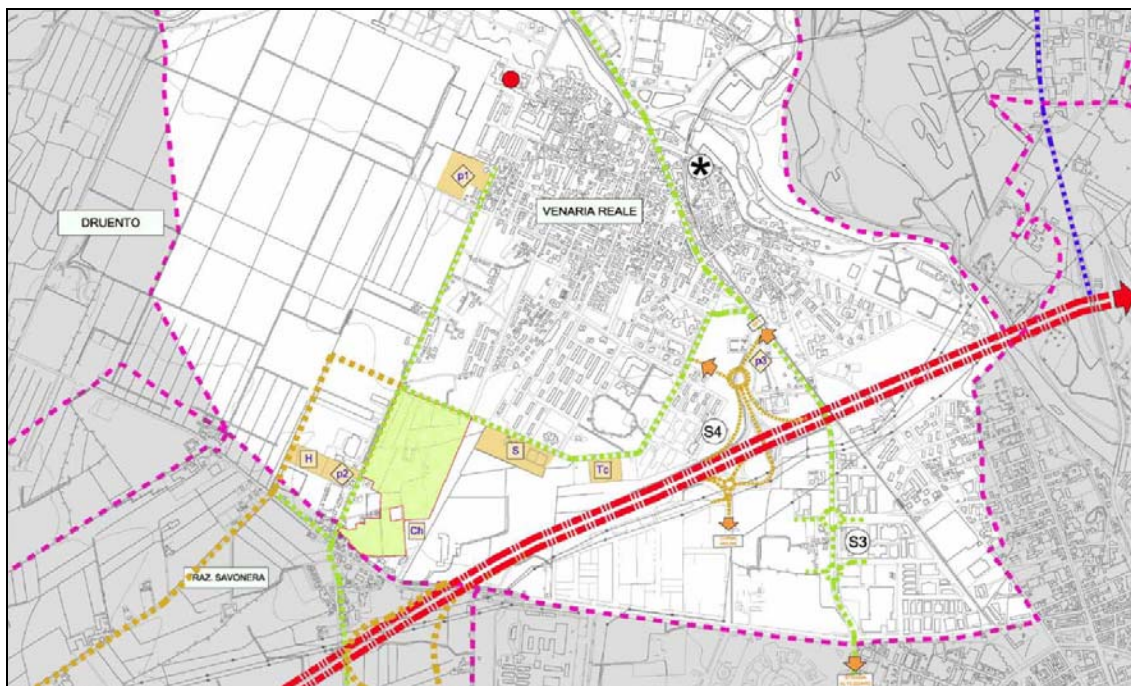 p1
DRUENTO
VENARIA REALE
*
p3
S4
H
p2
S
Tc
Ch
S3
FRAZ. SAVONERA